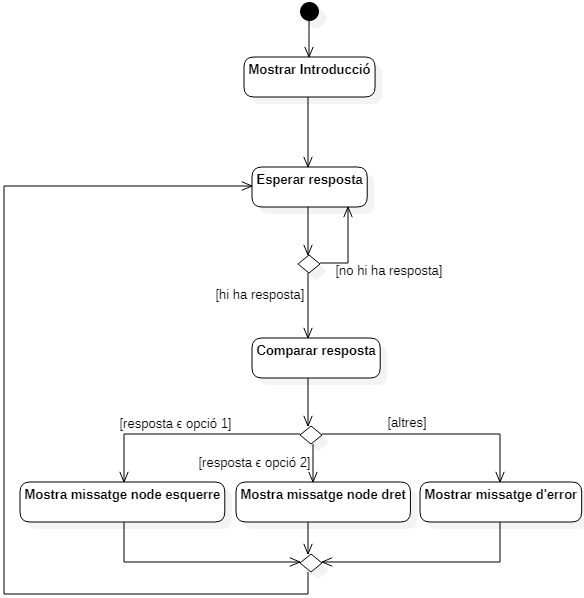 Mostrar Introducció
Esperar resposta
[no hi ha resposta]
[hi ha resposta]
Comparar resposta
[resposta ϵ opció 1]
[altres]
[resposta ϵ opció 2]
Mostra missatge node esquerre
Mostra missatge node dret
Mostrar missatge d'error